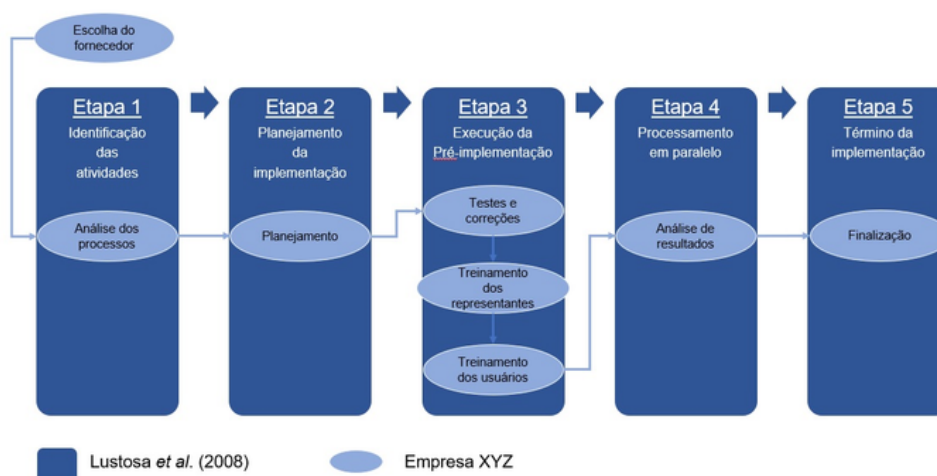 Escolha do
fornecedor
Etapa 1
Identificação
das
atividades
Análise dos
processos
Etapa 2
Planejamento
da
implementação
Planejamento
Etapa 3
Execução da
Pré-implementação
Testes e
correções
Treinamento
dos
representantes
Treinamento
dos usuários
Etapa 4
Processamento
em paralelo
Análise de
resultados
Etapa 5
Término da
implementação
Finalização
Lustosa et al. (2008)
Empresa XYZ